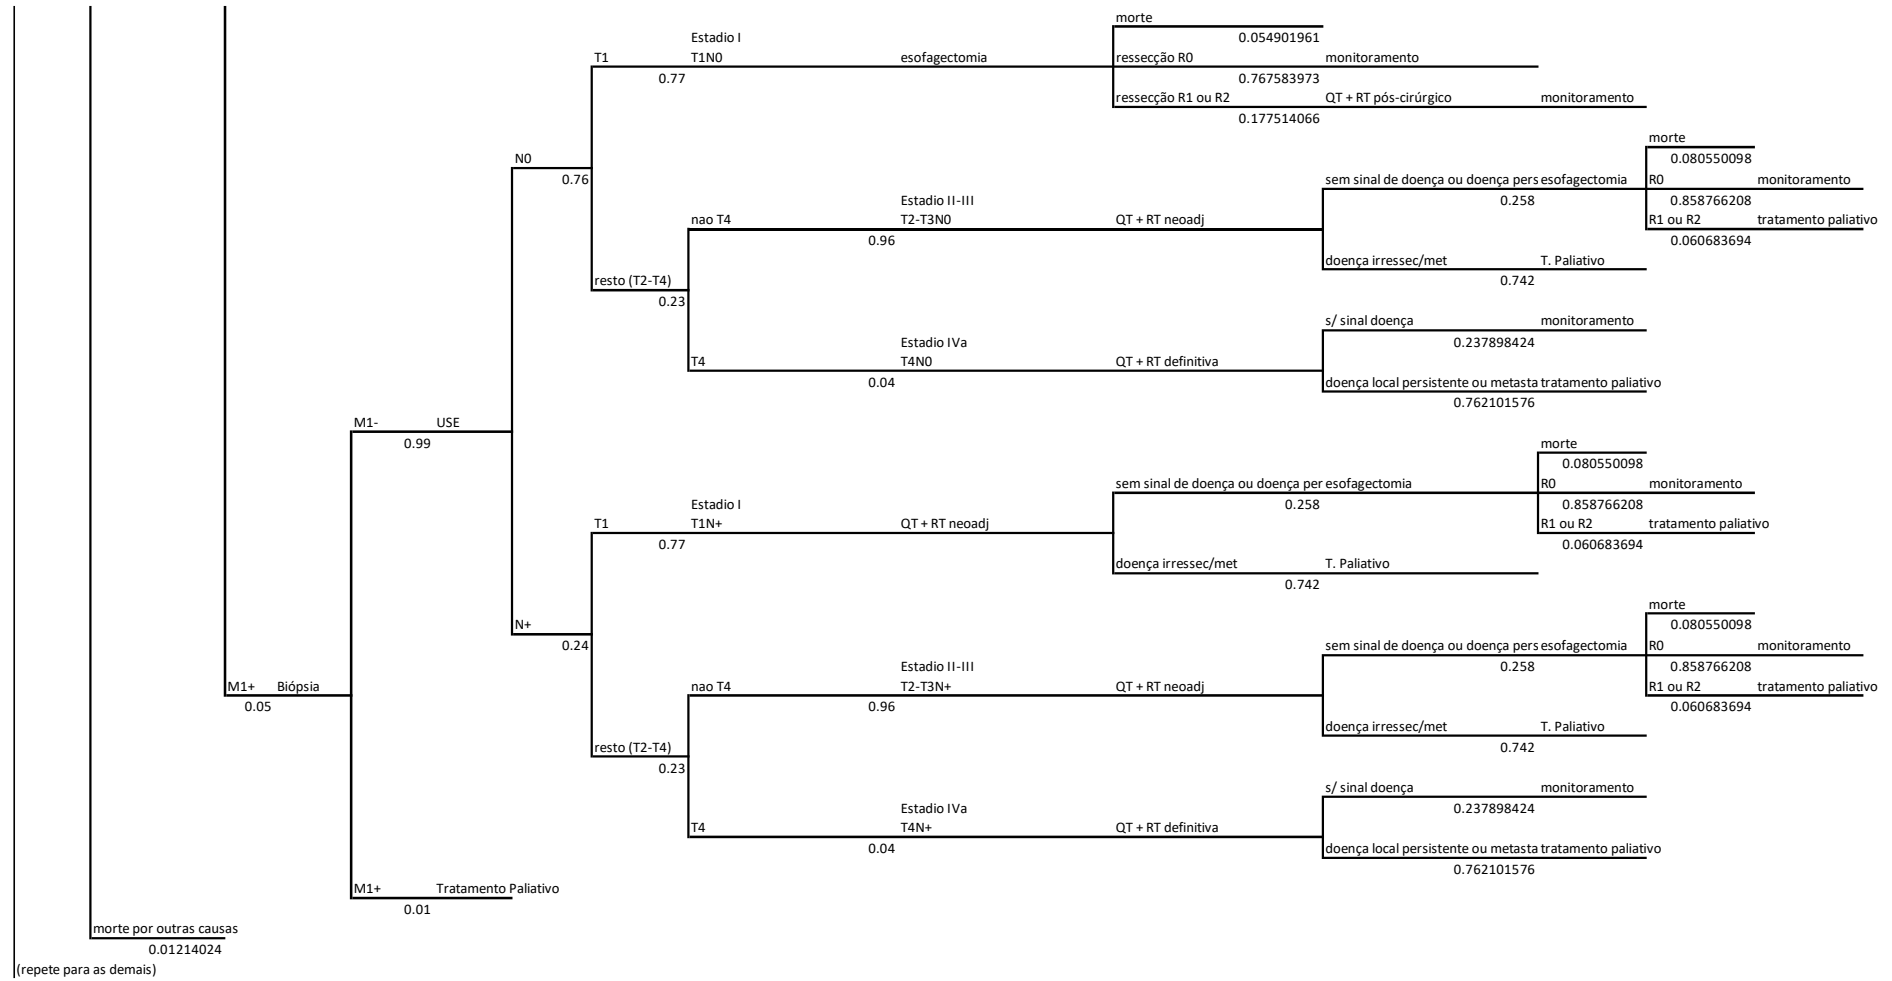 morte
0.054901961
Estadio I
T1 T1N0 esofagectomia ressecção R0 monitoramento
0.77 0.767583973
ressecção R1 ou R2 QT + RT pós-cirúrgico monitoramento
0.177514066
morte
N0 0.080550098
0.76 sem sinal de doença ou doença pers esofagectomia R0 monitoramento
Estadio II-III 0.258 0.858766208
nao T4 T2-T3N0 QT + RT neoadj R1 ou R2 tratamento paliativo
0.96 0.060683694
doença irressec/met T. Paliativo
resto (T2-T4) 0.742
0.23
s/ sinal doença monitoramento
Estadio IVa 0.237898424
T4 T4N0 QT + RT definitiva
0.04 doença local persistente ou metasta tratamento paliativo
0.762101576
M1- USE
0.99 morte
0.080550098
sem sinal de doença ou doença per esofagectomia R0 monitoramento
Estadio I 0.258 0.858766208
T1 T1N+ QT + RT neoadj R1 ou R2 tratamento paliativo
0.77 0.060683694
doença irressec/met T. Paliativo
0.742
morte
N+ 0.080550098
0.24 sem sinal de doença ou doença pers esofagectomia R0 monitoramento
Estadio II-III 0.258 0.858766208
M1+ Biópsia nao T4 T2-T3N+ QT + RT neoadj R1 ou R2 tratamento paliativo
0.05 0.96 0.060683694
doença irressec/met T. Paliativo
resto (T2-T4) 0.742
0.23
s/ sinal doença monitoramento
Estadio IVa 0.237898424
T4 T4N+ QT + RT definitiva
0.04 doença local persistente ou metasta tratamento paliativo
0.762101576
M1+ Tratamento Paliativo
0.01
morte por outras causas
0.01214024
(repete para as demais)